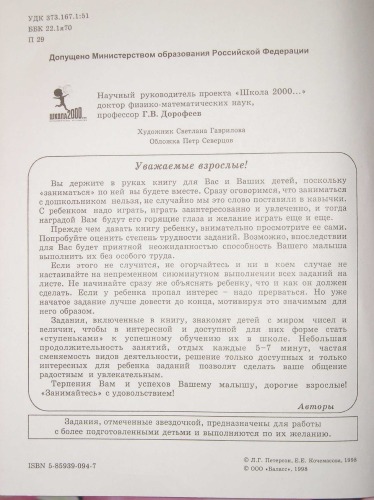 УДК 373.167.1:51
ББК 22.1я70
П 29
Допущено Министерством образования Российской Федерации
Научный руководитель проекта «Школа 2000...»
доктор физико-математических наук,
профессор Г.В. Дорофеев
ШКОЛА 2000...
Художник Светлана Гаврилова
Обложка Петр Северцов
Уважаемые взрослые!
Вы держите в руках книгу для Вас и Ваших детей, поскольку
«заниматься» по ней вы будете вместе. Сразу оговоримся, что заниматься
с дошкольником нельзя, не случайно мы это слово поставили в кавычки.
С ребенком надо играть, играть заинтересованно и увлеченно, и тогда
наградой Вам будут его горящие глаза и желание играть еще и еще.
Прежде чем давать книгу ребенку, внимательно просмотрите ее сами.
Попробуйте оценить степень трудности заданий. Возможно, впоследствии
для Вас будет приятной неожиданностью способность Вашего малыша
выполнить их без особого труда.
Если этого не случится, не огорчайтесь и ни в коем случае не
настаивайте на непременном сиюминутном выполнении всех заданий на
листе. Не начинайте сразу же объяснять ребенку, что и как он должен
сделать. Если у ребенка пропал интерес - надо прерваться. Но уже
начатое задание лучше довести до конца, мотивируя это значимым для
него образом.
Задания, включенные в книгу, знакомят детей с миром чисел и
величин, чтобы в интересной и доступной для них форме стать
«ступеньками» к успешному обучению их в школе. Небольшая
продолжительность занятий, отдых каждые 5-7 минут, частая
сменяемость видов деятельности, решение только доступных и только
интересных для ребенка заданий позволят сделать ваше общение
радостным и увлекательным.
Терпения Вам и успехов Вашему малышу, дорогие взрослые!
«Занимайтесь» с удовольствием!
Авторы
Задания, отмеченные звездочкой, предназначены для работы
с более подготовленными детьми и выполняются по их желанию.
ISBN 5-85939-094-7
© Л.Г. Петерсон, Е.Е. Кочемасова, 1998
© ООО «Баласс», 1998